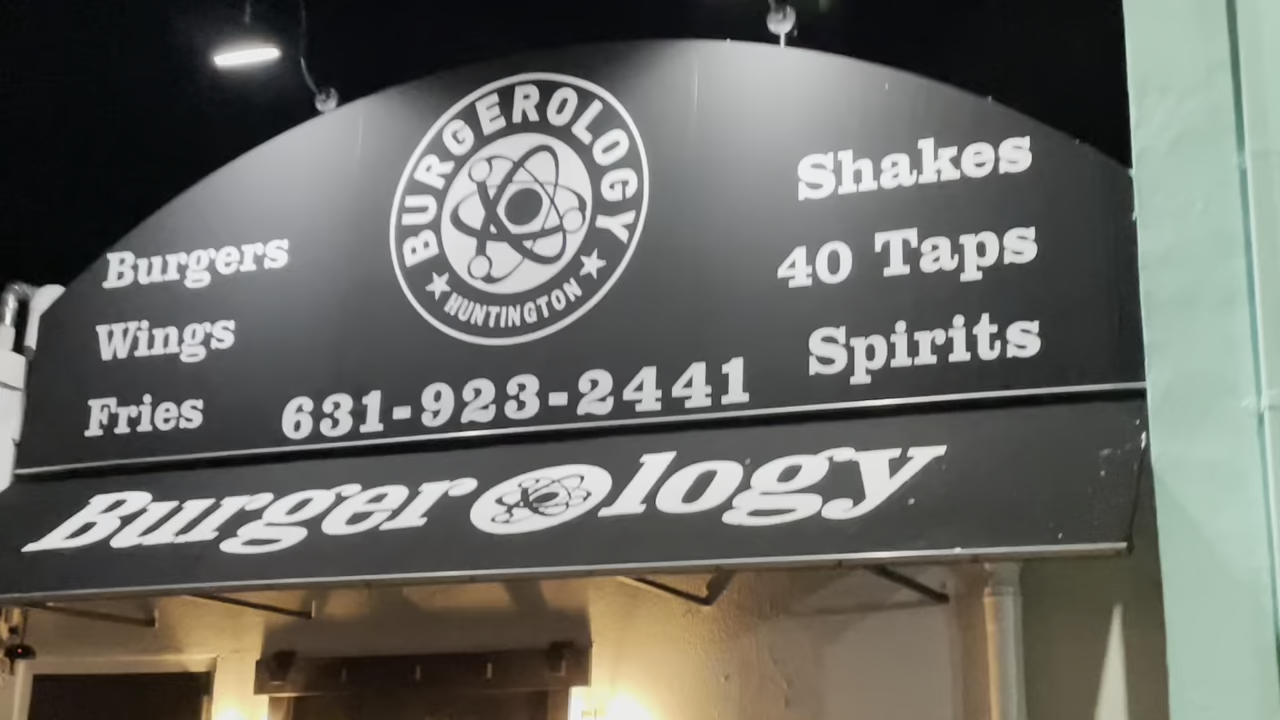 BURGEROLOGY
HUNTINGTON
Burgers
Wings
Fries
Shakes
40 Taps
Spirits
631-923-2441
Burgerology